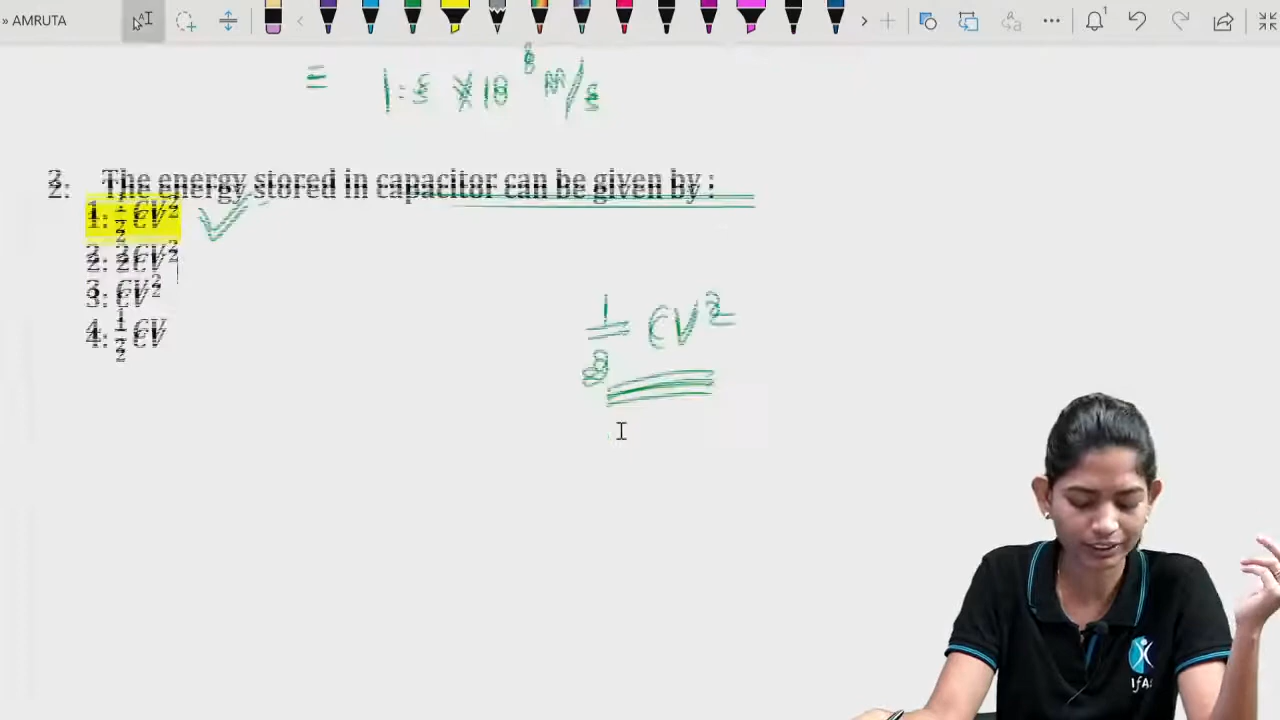 » AMRUTA
= 1.5 × 10⁸ m/s
2. The energy stored in capacitor can be given by :
1. 1/2 CV²
2. 2CV²
3. CV²
4. 1/2 CV
1/2 CV²
IfAS